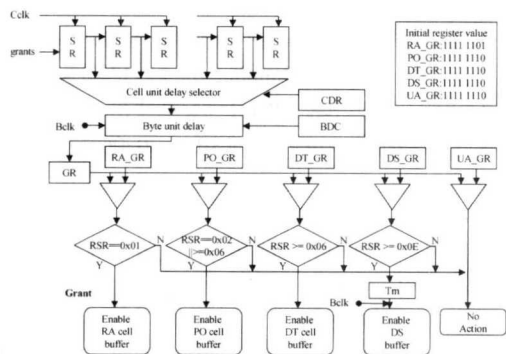 Cclk
grants
S
R
S
R
S
R
S
R
S
R
Initial register value
RA_GR:1111 1101
PO_GR:1111 1110
DT_GR:1111 1110
DS_GR:1111 1110
UA_GR:1111 1110
Cell unit delay selector
CDR
Bclk
Byte unit delay
BDC
GR
RA_GR
PO_GR
DT_GR
DS_GR
UA_GR
RSR==0x01
N
Y
RSR==0x02
||>=0x06
N
Y
RSR >= 0x06
N
Y
RSR >= 0x0E
N
Y
Tm
Grant
Bclk
Enable
RA cell
buffer
Enable
PO cell
buffer
Enable
DT cell
buffer
Enable
DS
buffer
No
Action